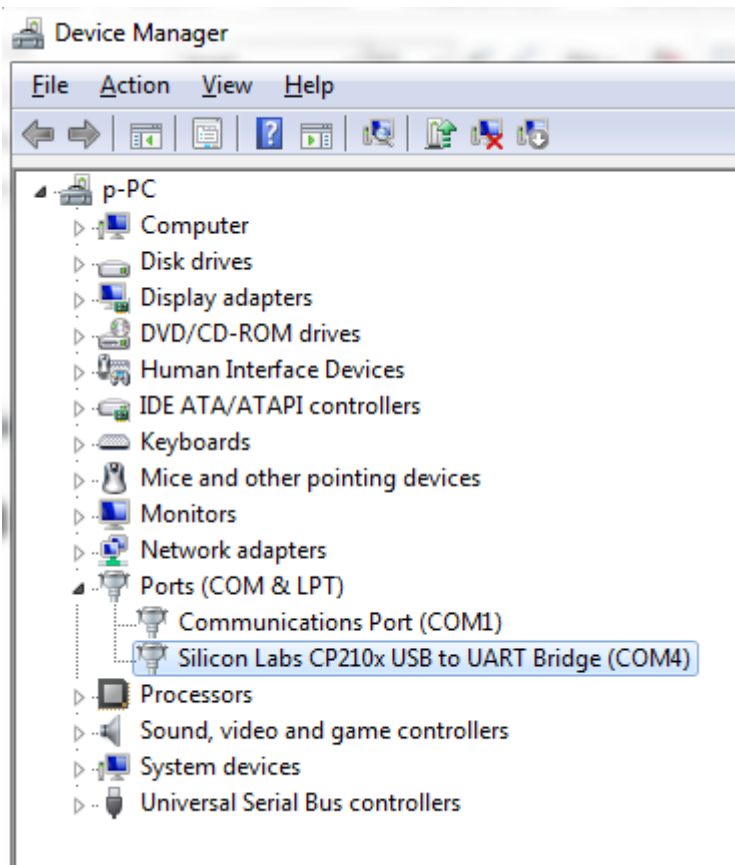 Device Manager
File Action View Help
?
p-PC
Computer
Disk drives
Display adapters
DVD/CD-ROM drives
Human Interface Devices
IDE ATA/ATAPI controllers
Keyboards
Mice and other pointing devices
Monitors
Network adapters
Ports (COM & LPT)
Communications Port (COM1)
Silicon Labs CP210x USB to UART Bridge (COM4)
Processors
Sound, video and game controllers
System devices
Universal Serial Bus controllers